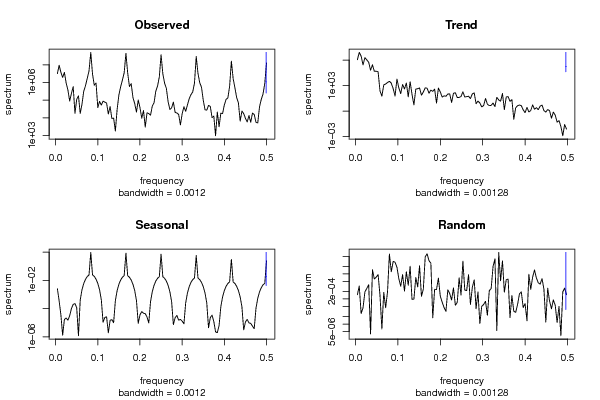 Observed
spectrum
1e+03 1e+06
0.0 0.1 0.2 0.3 0.4 0.5
frequency
bandwidth = 0.0012
Trend
spectrum
1e-03 1e+03
0.0 0.1 0.2 0.3 0.4 0.5
frequency
bandwidth = 0.00128
Seasonal
spectrum
1e-06 1e-02
0.0 0.1 0.2 0.3 0.4 0.5
frequency
bandwidth = 0.0012
Random
spectrum
5e-06 2e-04
0.0 0.1 0.2 0.3 0.4 0.5
frequency
bandwidth = 0.00128